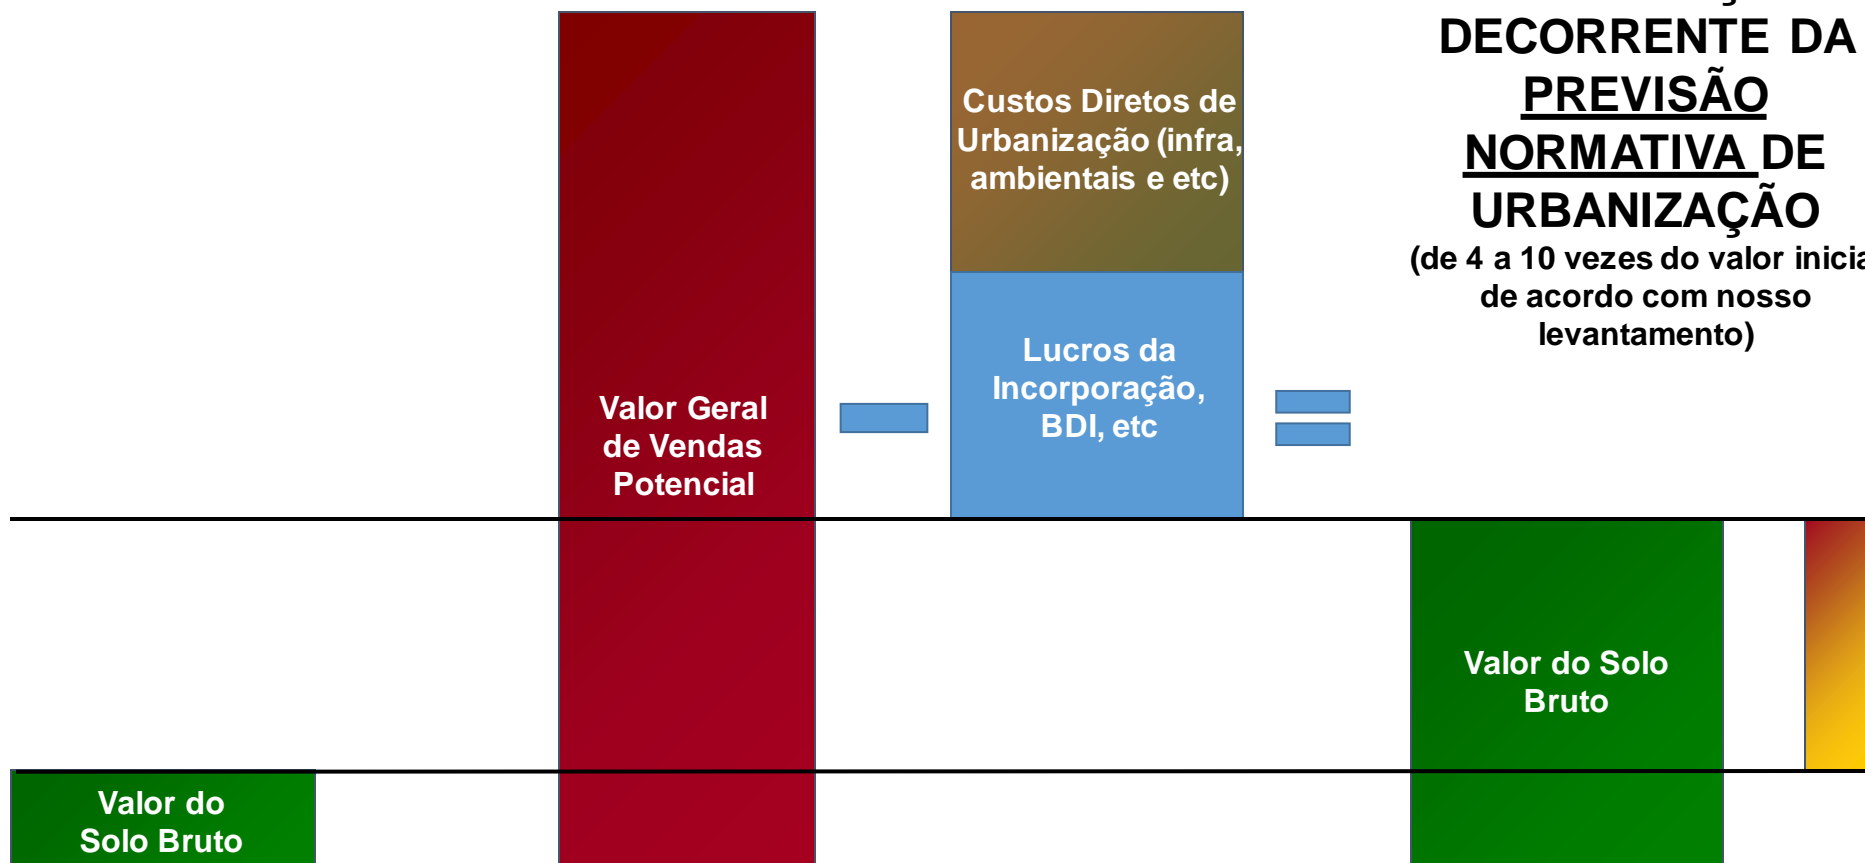 DECORRENTE DA
PREVISÃO
NORMATIVA DE
URBANIZAÇÃO
(de 4 a 10 vezes do valor inicia
de acordo com nosso
levantamento)
Custos Diretos de
Urbanização (infra,
ambientais e etc)
Lucros da
Incorporação,
BDI, etc
Valor Geral
de Vendas
Potencial
Valor do Solo
Bruto
Valor do
Solo Bruto